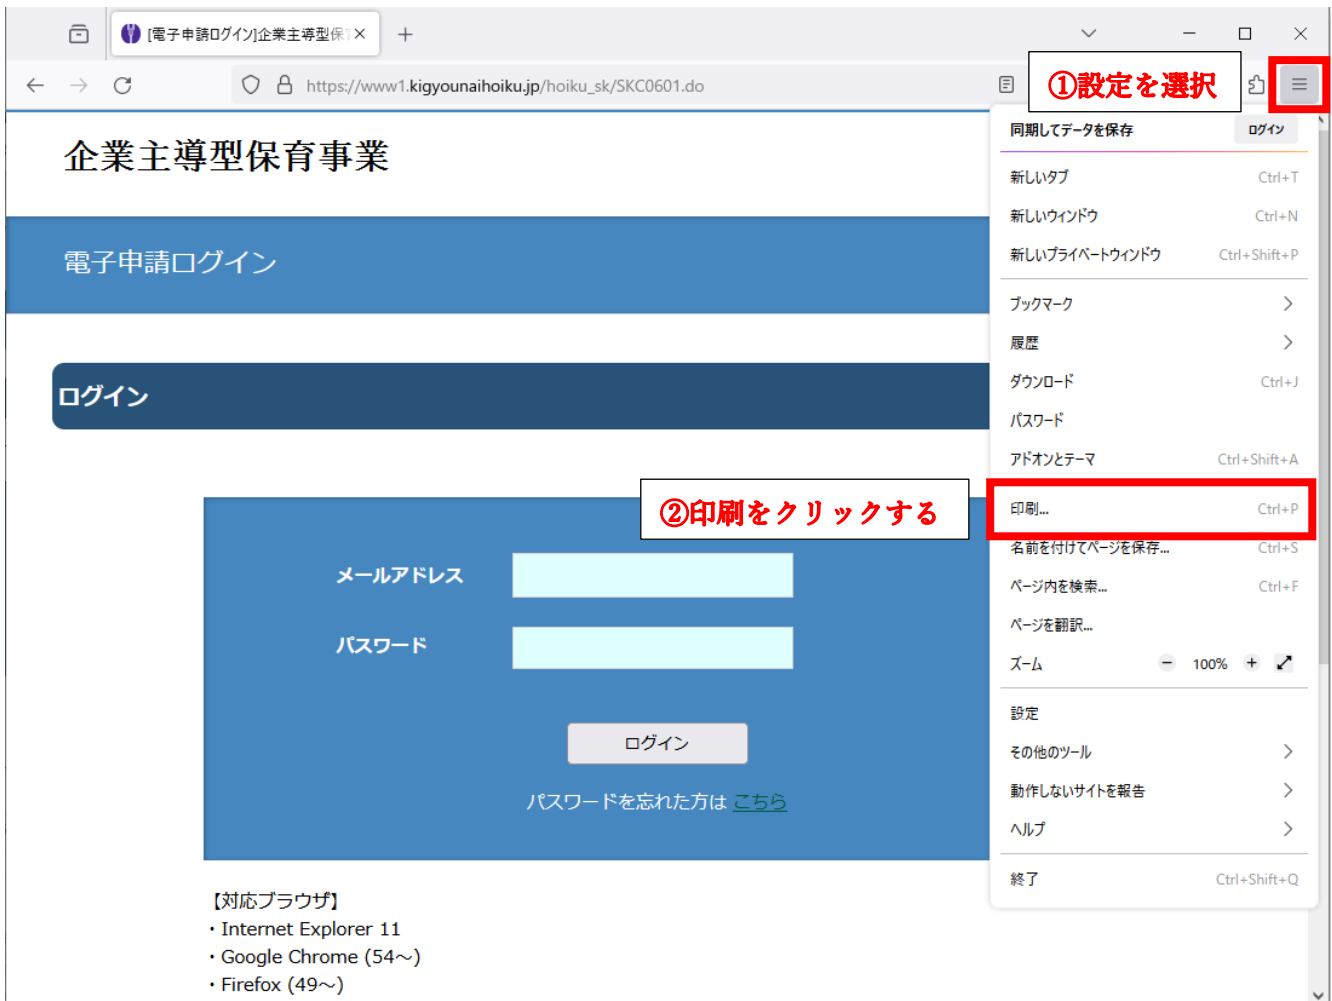 [電子申請ログイン]企業主導型保
https://www1.kigyounaihoiku.jp/hoiku_sk/SKC0601.do
①設定を選択
企業主導型保育事業
電子申請ログイン
ログイン
メールアドレス
パスワード
ログイン
パスワードを忘れた方は こちら
【対応ブラウザ】
・Internet Explorer 11
・Google Chrome (54～)
・Firefox (49～)
②印刷をクリックする
同期してデータを保存 ログイン
新しいタブ Ctrl+T
新しいウィンドウ Ctrl+N
新しいプライベートウィンドウ Ctrl+Shift+P
ブックマーク
履歴
ダウンロード Ctrl+J
パスワード
アドオンとテーマ Ctrl+Shift+A
印刷... Ctrl+P
名前を付けてページを保存... Ctrl+S
ページ内を検索... Ctrl+F
ページを翻訳...
ズーム － 100% +
設定
その他のツール
動作しないサイトを報告
ヘルプ
終了 Ctrl+Shift+Q